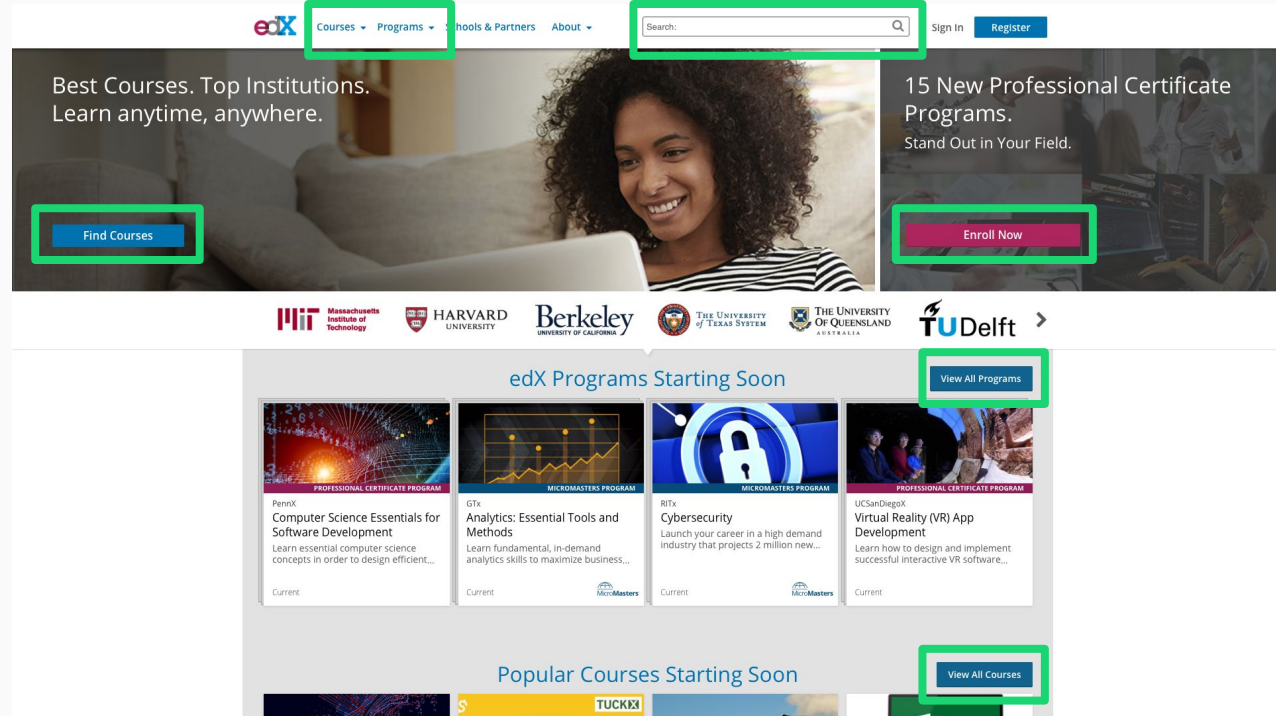 edX Courses Programs Schools & Partners About Search: Sign In Register
Best Courses. Top Institutions.
Learn anytime, anywhere.
Find Courses
15 New Professional Certificate
Programs.
Stand Out in Your Field.
Enroll Now
Massachusetts
Institute of
Technology
HARVARD
UNIVERSITY
Berkeley
UNIVERSITY OF CALIFORNIA
THE UNIVERSITY
of TEXAS SYSTEM
THE UNIVERSITY
OF QUEENSLAND
AUSTRALIA
TUDelft
edX Programs Starting Soon
View All Programs
PROFESSIONAL CERTIFICATE PROGRAM
PennX
Computer Science Essentials for
Software Development
Learn essential computer science
concepts in order to design efficient...
Current
MICROMASTERS PROGRAM
GTx
Analytics: Essential Tools and
Methods
Learn fundamental, in-demand
analytics skills to maximize business...
Current
MicroMasters
MICROMASTERS PROGRAM
RITx
Cybersecurity
Launch your career in a high demand
industry that projects 2 million new...
Current
MicroMasters
PROFESSIONAL CERTIFICATE PROGRAM
UCSanDiegoX
Virtual Reality (VR) App
Development
Learn how to design and implement
successful interactive VR software...
Current
Popular Courses Starting Soon
View All Courses
TUCKX